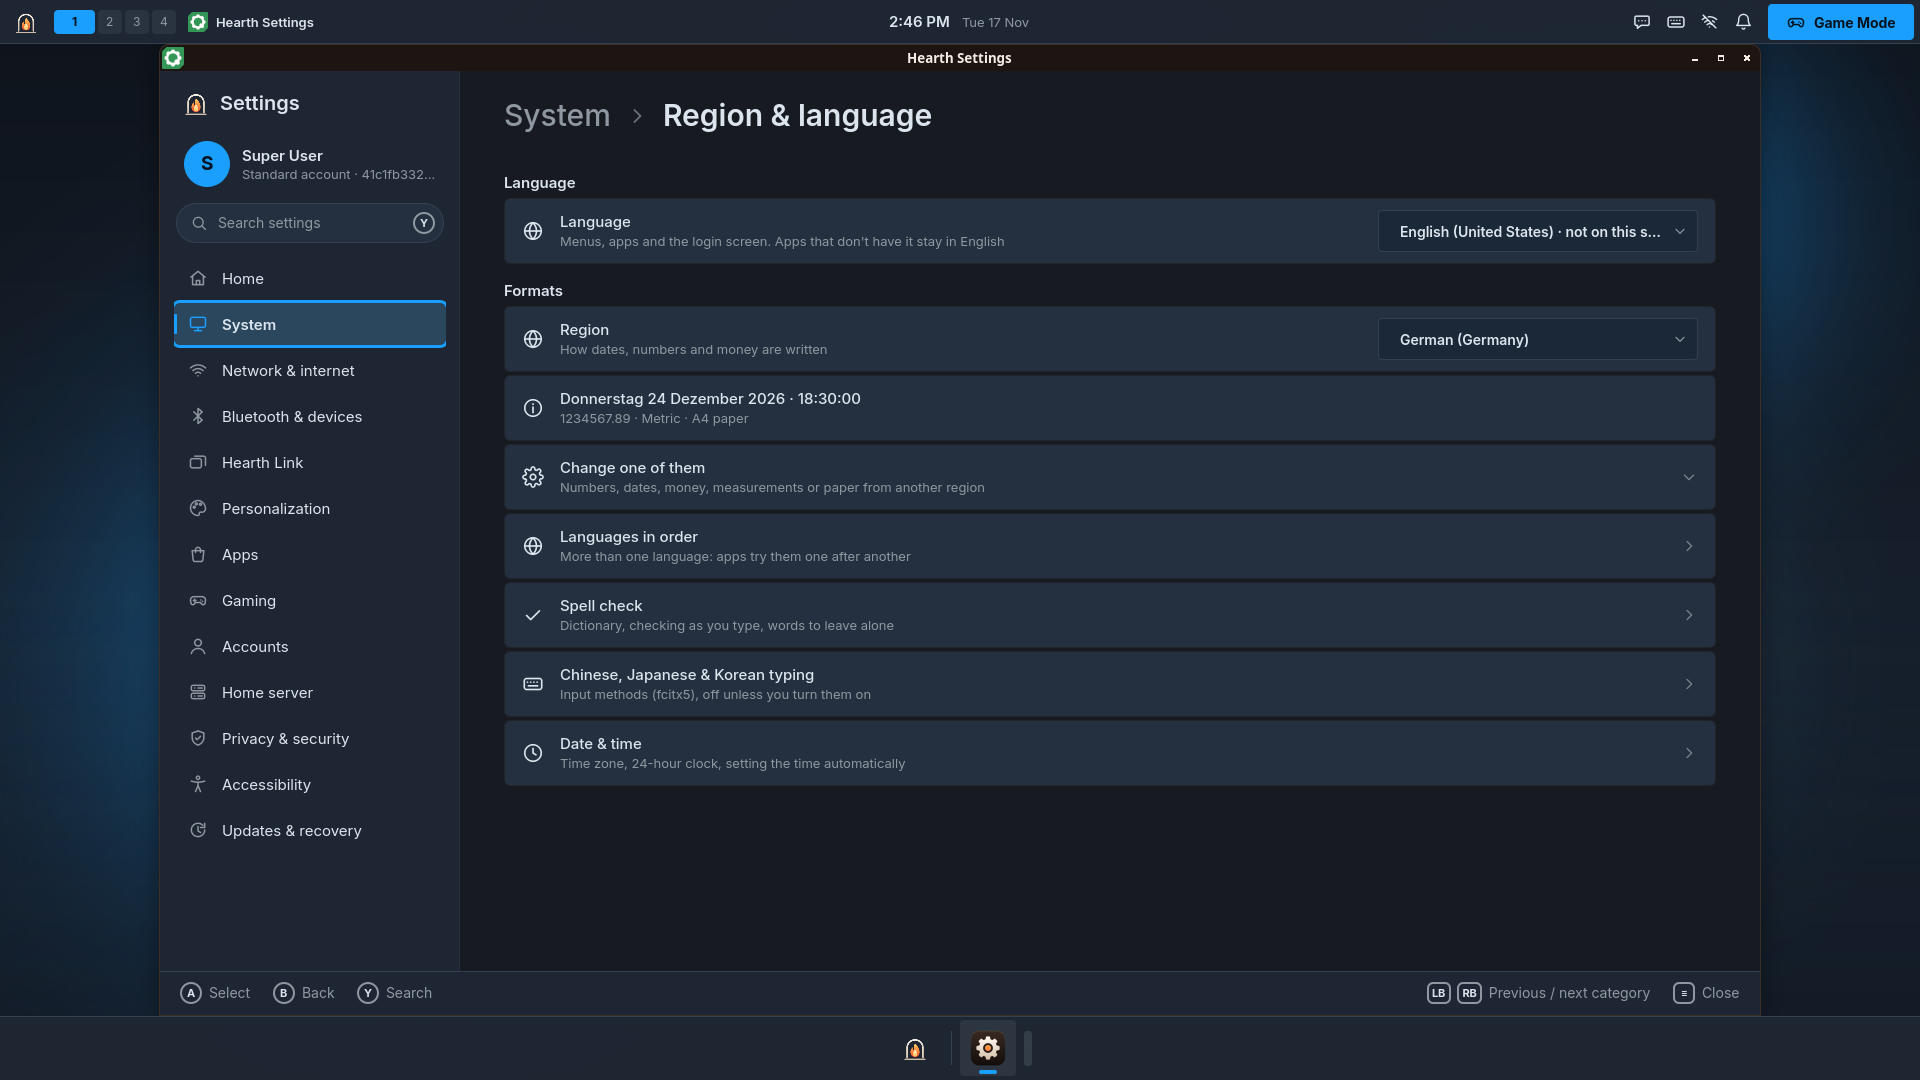 1 2 3 4 Hearth Settings
2:46 PM Tue 17 Nov
Game Mode
Hearth Settings
Settings
S
Super User
Standard account · 41c1fb332...
Search settings Y
Home
System
Network & internet
Bluetooth & devices
Hearth Link
Personalization
Apps
Gaming
Accounts
Home server
Privacy & security
Accessibility
Updates & recovery
System > Region & language
Language
Language
Menus, apps and the login screen. Apps that don't have it stay in English
English (United States) · not on this s...
Formats
Region
How dates, numbers and money are written
German (Germany)
Donnerstag 24 Dezember 2026 · 18:30:00
1234567.89 · Metric · A4 paper
Change one of them
Numbers, dates, money, measurements or paper from another region
Languages in order
More than one language: apps try them one after another
Spell check
Dictionary, checking as you type, words to leave alone
Chinese, Japanese & Korean typing
Input methods (fcitx5), off unless you turn them on
Date & time
Time zone, 24-hour clock, setting the time automatically
A Select B Back Y Search
LB RB Previous / next category ≡ Close